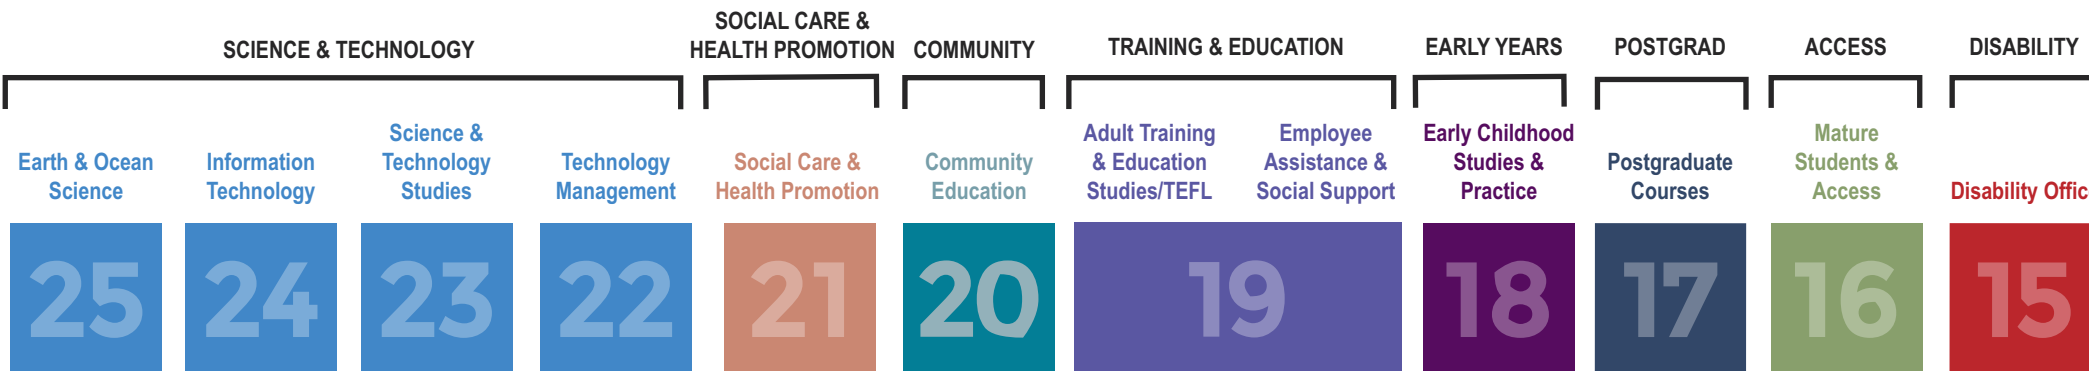 SCIENCE & TECHNOLOGY
SOCIAL CARE &
HEALTH PROMOTION
COMMUNITY
TRAINING & EDUCATION
EARLY YEARS
POSTGRAD
ACCESS
DISABILITY
Earth & Ocean
Science
Information
Technology
Science &
Technology
Studies
Technology
Management
Social Care &
Health Promotion
Community
Education
Adult Training
& Education
Studies/TEFL
Employee
Assistance &
Social Support
Early Childhood
Studies &
Practice
Postgraduate
Courses
Mature
Students &
Access
Disability Offic
25
24
23
22
21
20
19
18
17
16
15